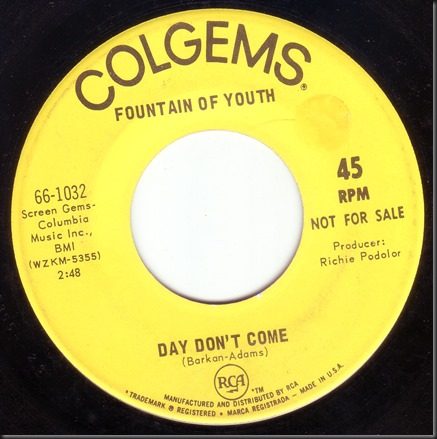 COLGEMS®
FOUNTAIN OF YOUTH
66-1032
Screen Gems-
Columbia
Music Inc.,
BMI
(WZKM-5355)
2:48
45
RPM
NOT FOR SALE
Producer:
Richie Podolor
DAY DON'T COME
(Barkan-Adams)
RCA
"TM
MANUFACTURED AND DISTRIBUTED BY RCA
*TRADEMARK ® REGISTERED • MARCA REGISTRADA — MADE IN U.S.A.